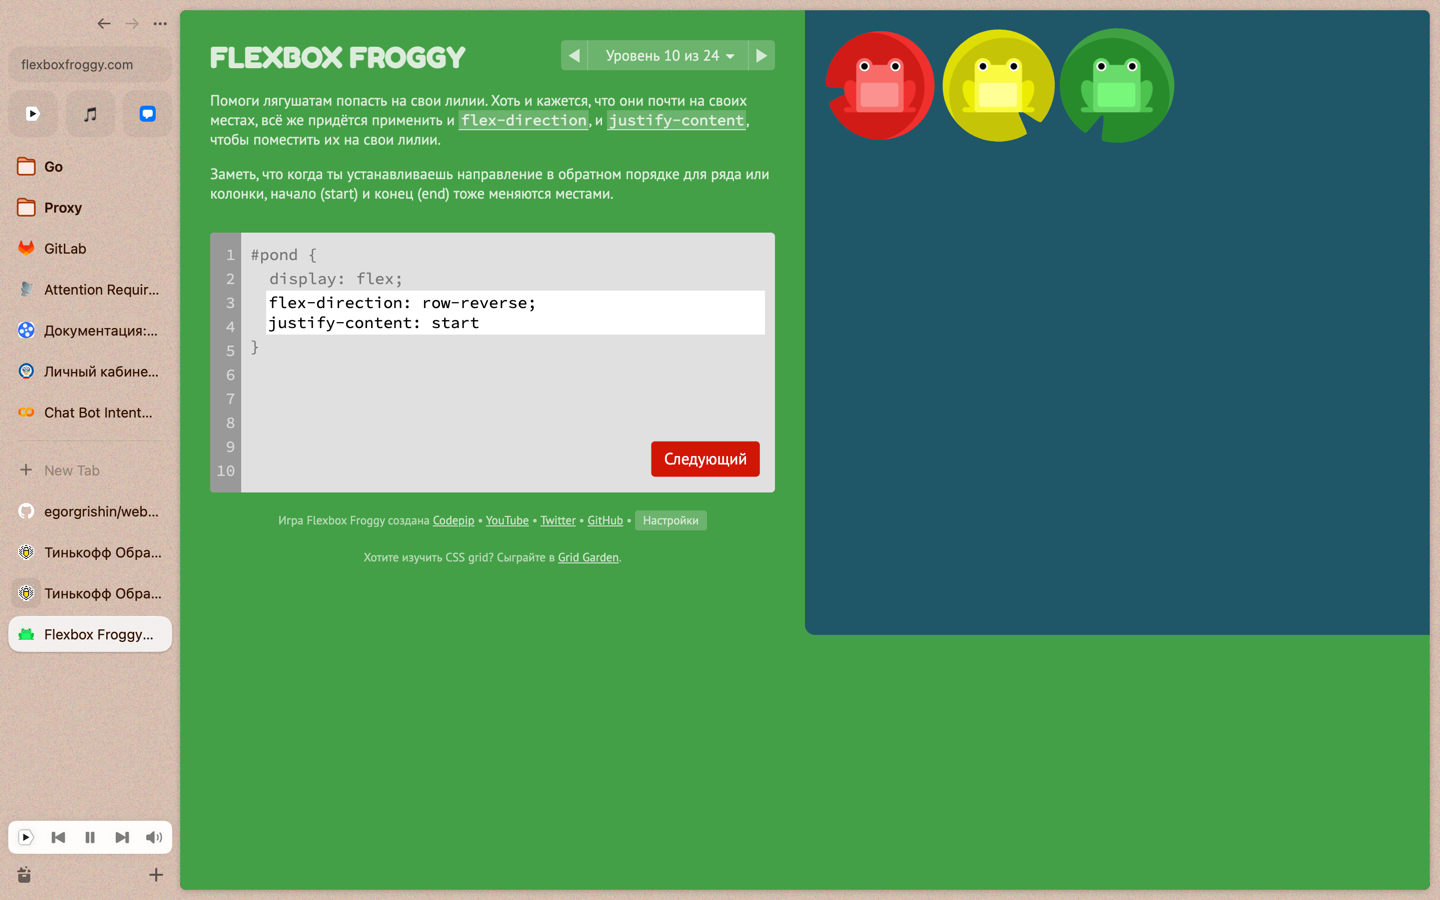 flexboxfroggy.com
Go
Proxy
GitLab
Attention Requir...
Документация:...
Личный кабине...
Chat Bot Intent...
New Tab
egorgrishin/web...
Тинькофф Обра...
Тинькофф Обра...
Flexbox Froggy...
FLEXBOX FROGGY
Уровень 10 из 24
Помоги лягушатам попасть на свои лилии. Хоть и кажется, что они почти на своих
местах, всё же придётся применить и flex-direction, и justify-content,
чтобы поместить их на свои лилии.
Заметь, что когда ты устанавливаешь направление в обратном порядке для ряда или
колонки, начало (start) и конец (end) тоже меняются местами.
1 #pond {
2 display: flex;
3 flex-direction: row-reverse;
4 justify-content: start
5 }
6
7
8
9
10
Следующий
Игра Flexbox Froggy создана Codepip • YouTube • Twitter • GitHub • Настройки
Хотите изучить CSS grid? Сыграйте в Grid Garden.